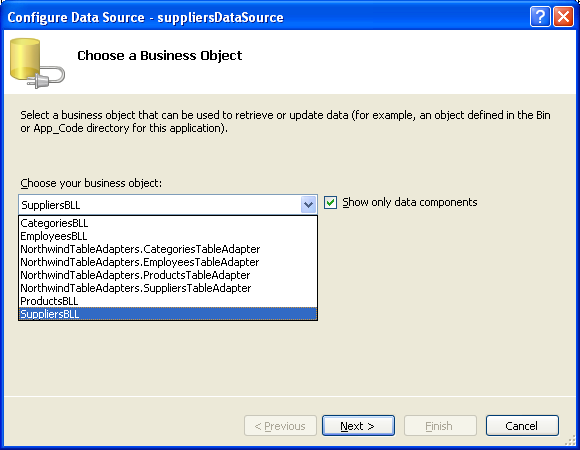 Configure Data Source - suppliersDataSource
Choose a Business Object
Select a business object that can be used to retrieve or update data (for example, an object defined in the Bin
or App_Code directory for this application).
Choose your business object:
SuppliersBLL
Show only data components
CategoriesBLL
EmployeesBLL
NorthwindTableAdapters.CategoriesTableAdapter
NorthwindTableAdapters.EmployeesTableAdapter
NorthwindTableAdapters.ProductsTableAdapter
NorthwindTableAdapters.SuppliersTableAdapter
ProductsBLL
SuppliersBLL
< Previous
Next >
Finish
Cancel